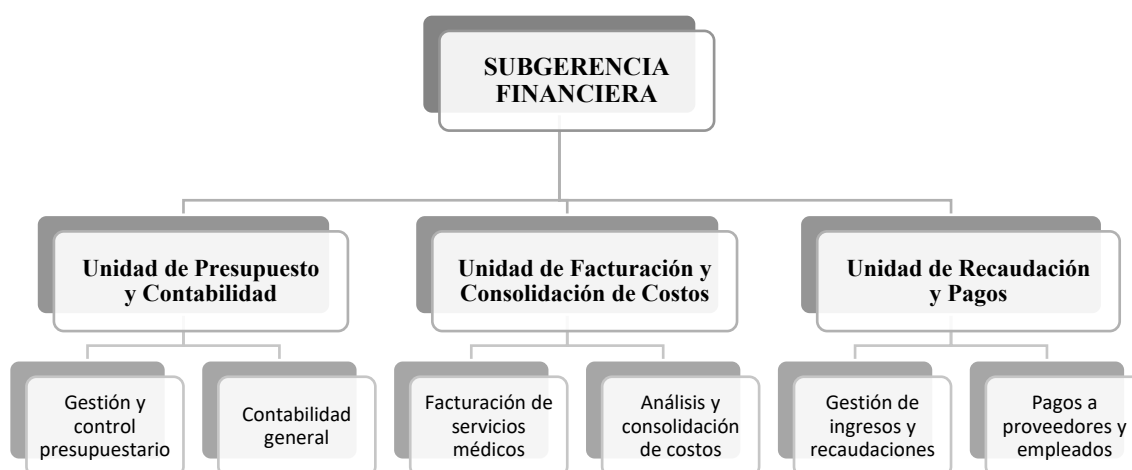 SUBGERENCIA
FINANCIERA
Unidad de Presupuesto
y Contabilidad
Unidad de Facturación y
Consolidación de Costos
Unidad de Recaudación
y Pagos
Gestión y
control
presupuestario
Contabilidad
general
Facturación de
servicios
médicos
Análisis y
consolidación
de costos
Gestión de
ingresos y
recaudaciones
Pagos a
proveedores y
empleados